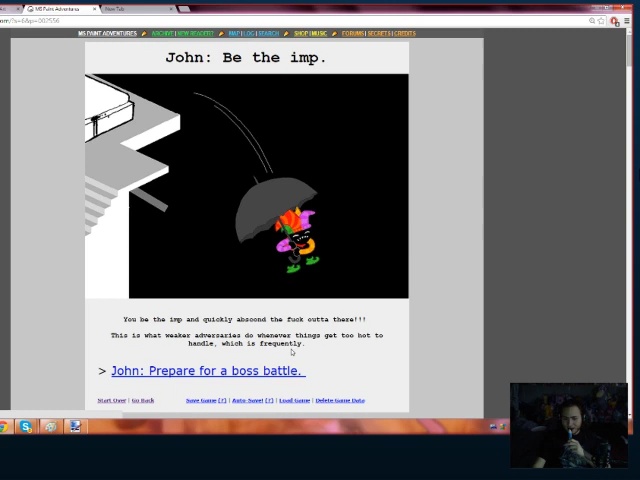 MS Paint Adventures
New Tab
com/?s=6&p=002556
MS PAINT ADVENTURES ARCHIVE | NEW READER? MAP | LOG | SEARCH SHOP | MUSIC FORUMS | SECRETS | CREDITS
John: Be the imp.
You be the imp and quickly abscond the fuck outta there!!!
This is what weaker adversaries do whenever things get too hot to
handle, which is frequently.
> John: Prepare for a boss battle.
Start Over | Go Back Save Game (?) | Auto-Save! (?) | Load Game | Delete Game Data